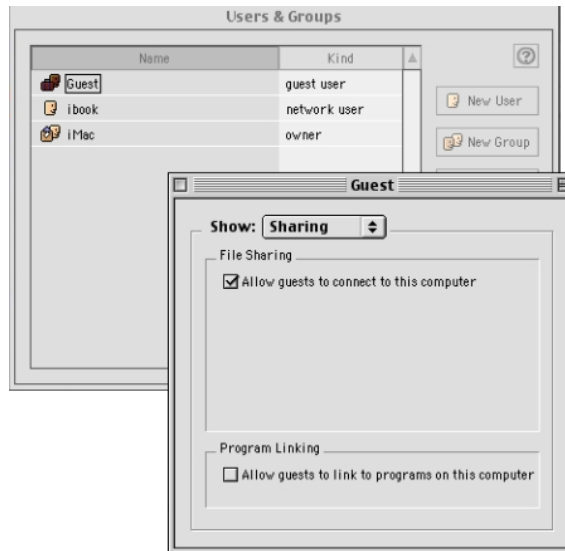 Users & Groups
Name Kind
Guest guest user
ibook network user
iMac owner
?
New User
New Group
Guest
Show: Sharing
File Sharing
Allow guests to connect to this computer
Program Linking
Allow guests to link to programs on this computer